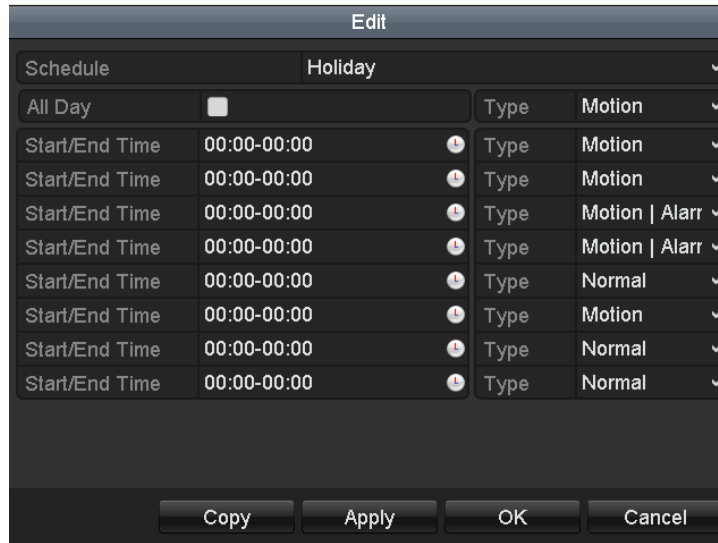 Edit
Schedule Holiday
All Day Type Motion
Start/End Time 00:00-00:00 Type Motion
Start/End Time 00:00-00:00 Type Motion
Start/End Time 00:00-00:00 Type Motion | Alarr
Start/End Time 00:00-00:00 Type Motion | Alarr
Start/End Time 00:00-00:00 Type Normal
Start/End Time 00:00-00:00 Type Motion
Start/End Time 00:00-00:00 Type Normal
Start/End Time 00:00-00:00 Type Normal
Copy Apply OK Cancel